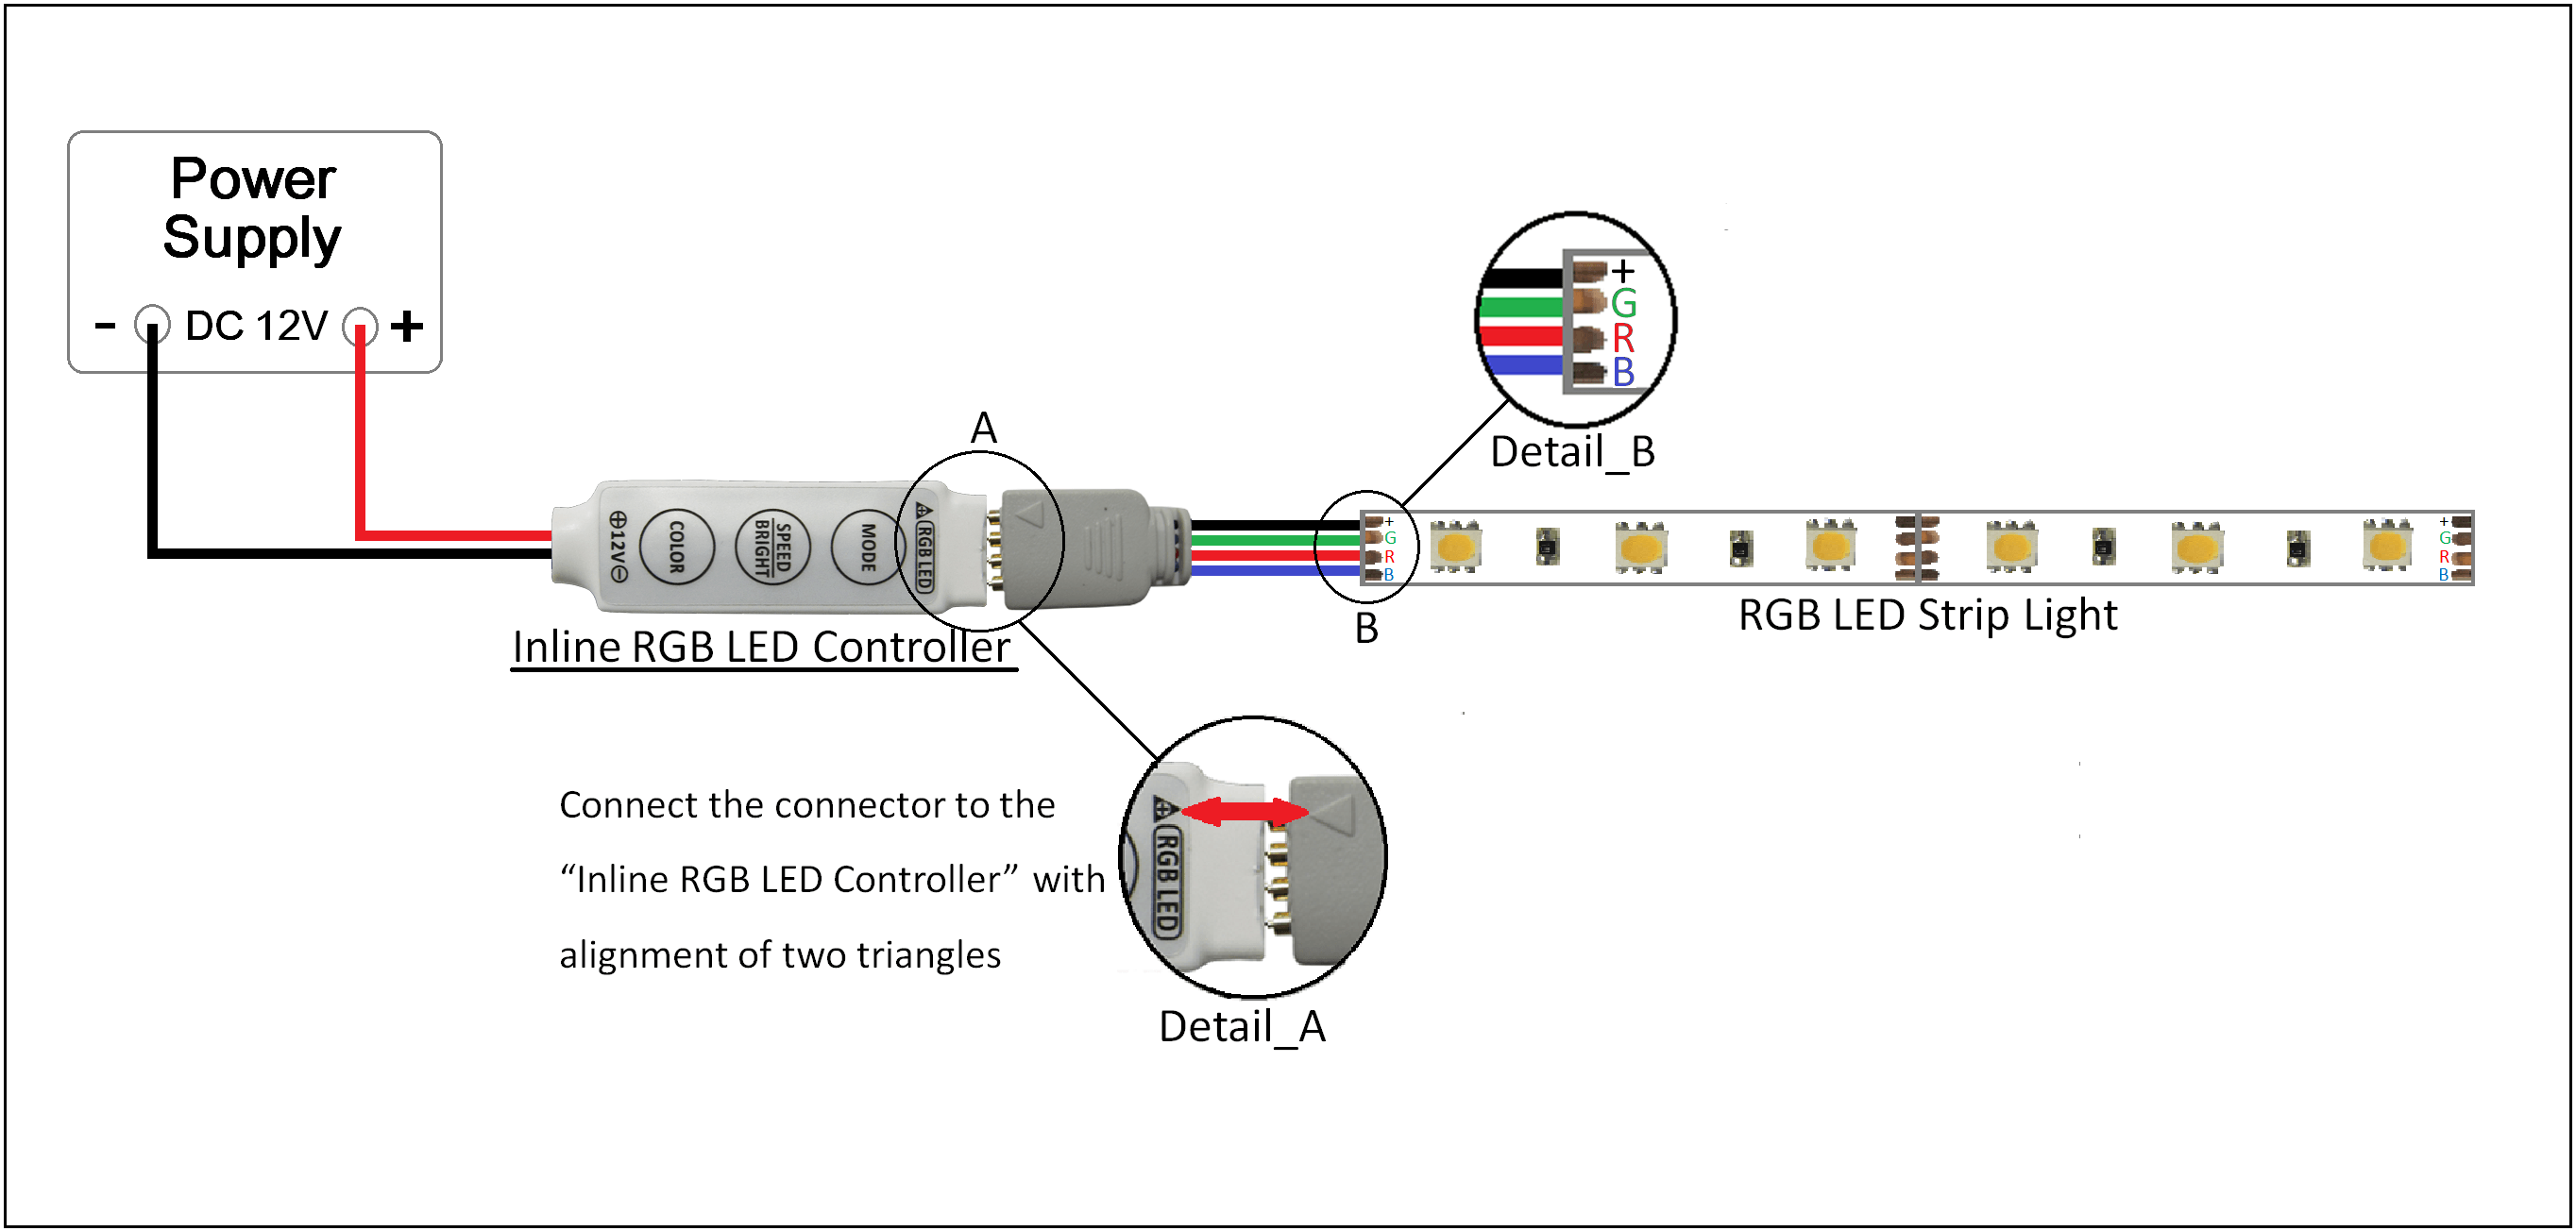 Power
Supply
- DC 12V +
A
B
Detail_B
+
G
R
B
⊕12V⊖
COLOR
SPEED
BRIGHT
MODE
RGB LED
+
G
R
B
+
G
R
B
Inline RGB LED Controller
RGB LED Strip Light
Connect the connector to the
“Inline RGB LED Controller” with
alignment of two triangles
RGB LED
Detail_A